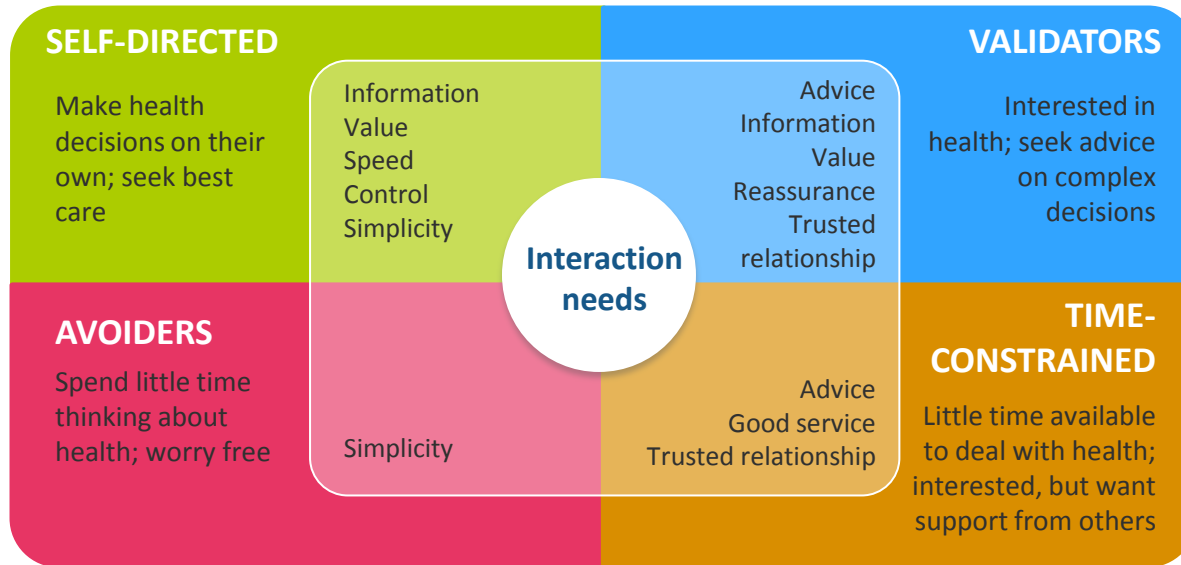 SELF-DIRECTED
Make health
decisions on their
own; seek best
care
Information
Value
Speed
Control
Simplicity
VALIDATORS
Advice
Information
Value
Reassurance
Trusted
relationship
Interested in
health; seek advice
on complex
decisions
Interaction
needs
AVOIDERS
Spend little time
thinking about
health; worry free
Simplicity
TIME-
CONSTRAINED
Advice
Good service
Trusted relationship
Little time available
to deal with health;
interested, but want
support from others